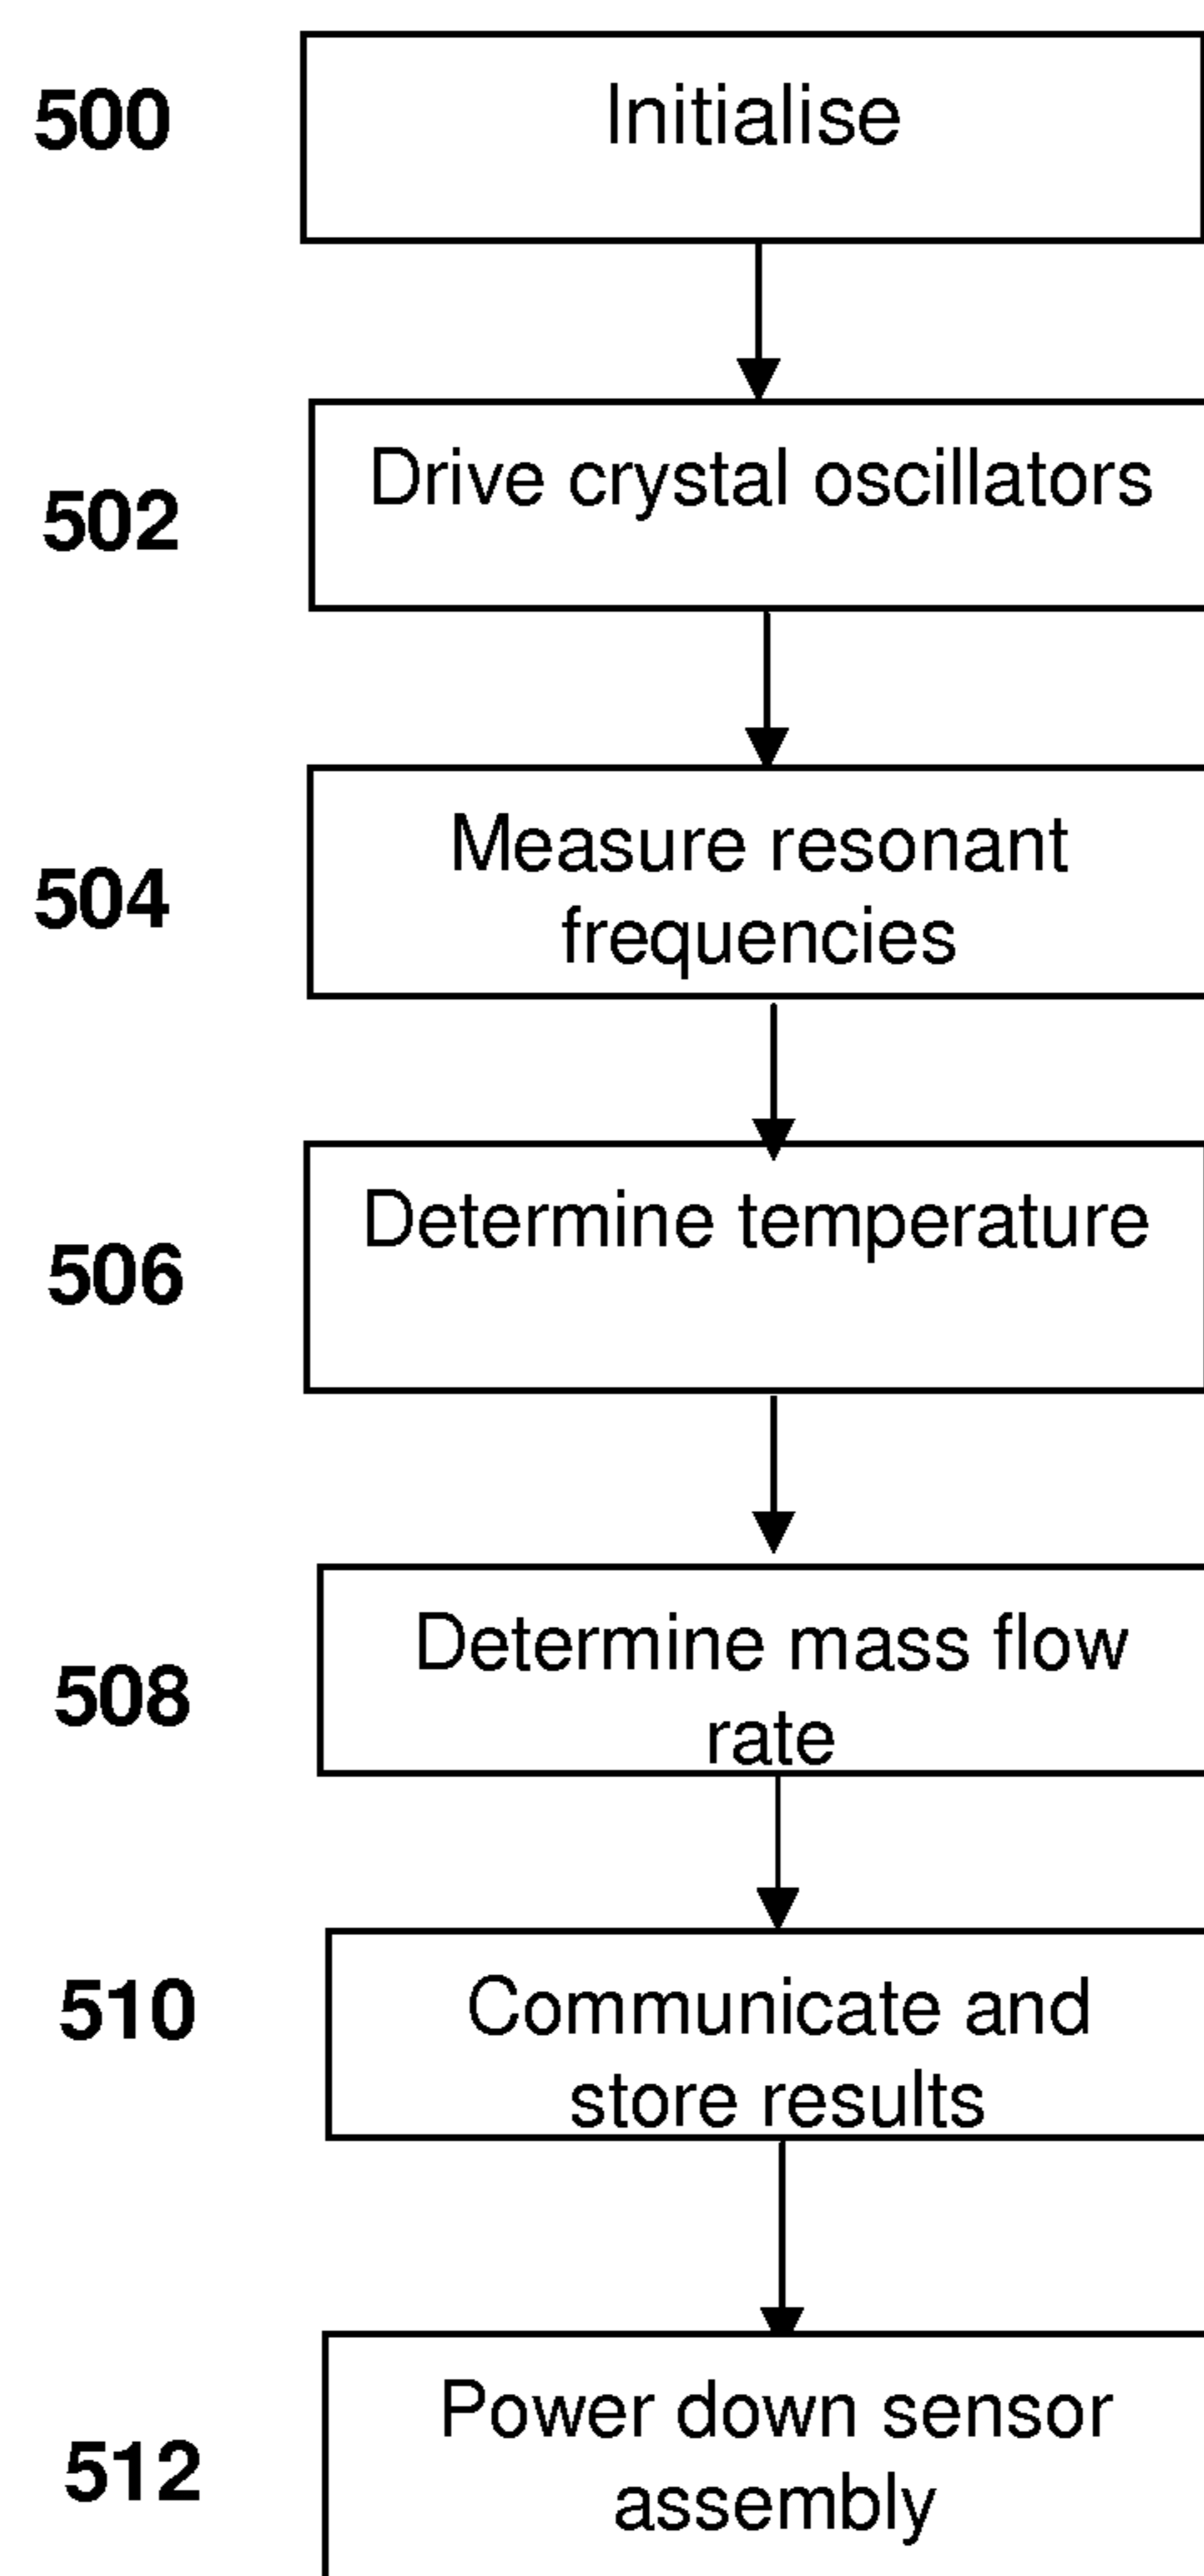 500
Initialise
502
Drive crystal oscillators
504
Measure resonant
frequencies
506
Determine temperature
508
Determine mass flow
rate
510
Communicate and
store results
512
Power down sensor
assembly